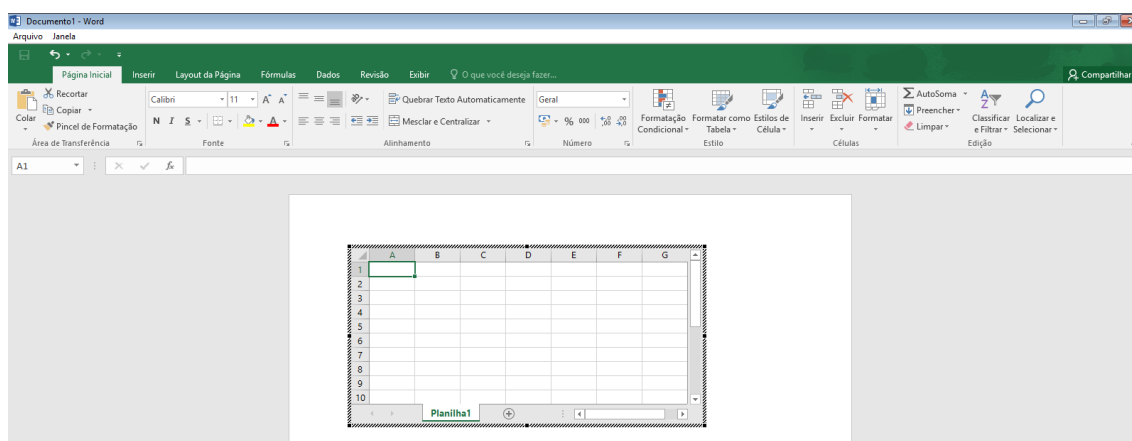 Documento1 - Word
Arquivo Janela
Página Inicial Inserir Layout da Página Fórmulas Dados Revisão Exibir O que você deseja fazer... Compartilhar
Recortar
Copiar
Pincel de Formatação
Colar
Área de Transferência
Calibri 11 A A
N I S A
Fonte
Quebrar Texto Automaticamente
Mesclar e Centralizar
Alinhamento
Geral
% 000 ,00 ,00
Número
Formatação Condicional
Formatar como Tabela
Estilos de Célula
Estilo
Inserir Excluir Formatar
Células
AutoSoma
Preencher
Limpar
Classificar e Filtrar
Localizar e Selecionar
Edição
A1 fx
A B C D E F G
1
2
3
4
5
6
7
8
9
10
Planilha1